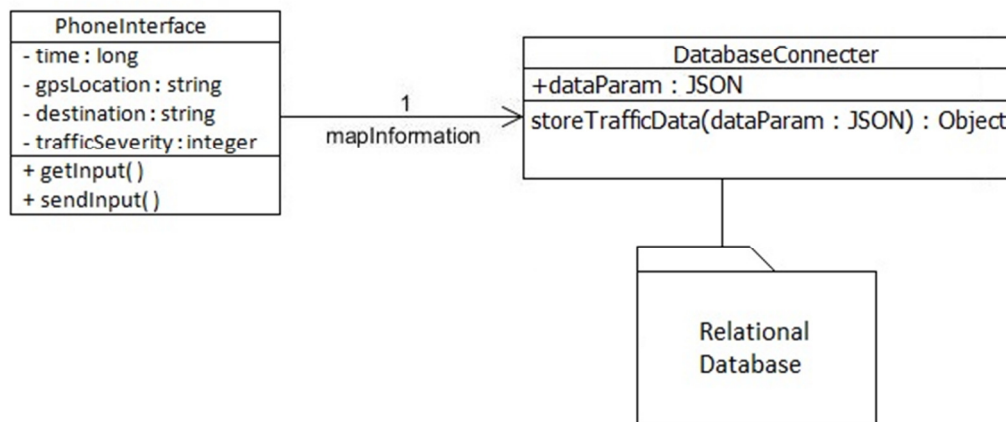 PhoneInterface
- time : long
- gpsLocation : string
- destination : string
- trafficSeverity : integer
+ getInput()
+ sendInput()
1
mapInformation
DatabaseConnecter
+dataParam : JSON
storeTrafficData(dataParam : JSON) : Object
Relational
Database